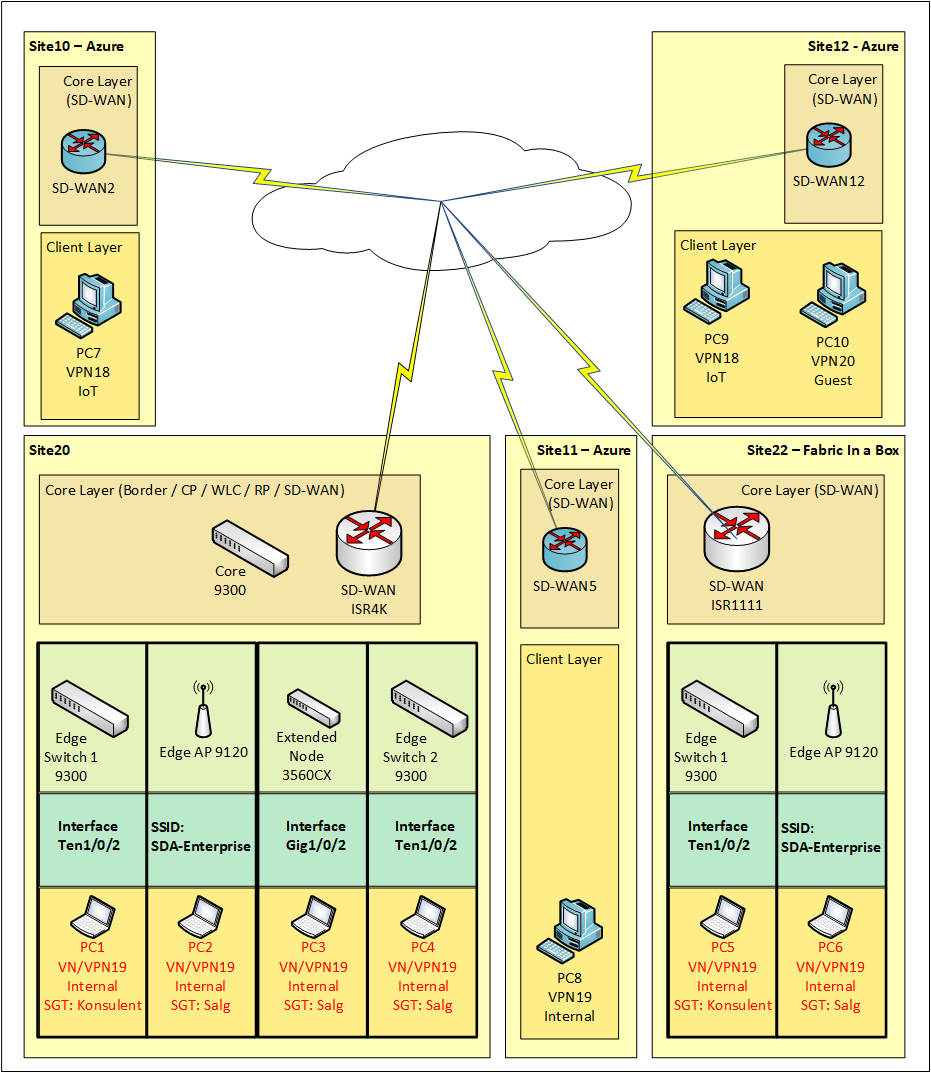 Site10 – Azure
Core Layer
(SD-WAN)
SD-WAN2
Client Layer
PC7
VPN18
IoT
Site12 - Azure
Core Layer
(SD-WAN)
SD-WAN12
Client Layer
PC9
VPN18
IoT
PC10
VPN20
Guest
Site20
Core Layer (Border / CP / WLC / RP / SD-WAN)
Core
9300
SD-WAN
ISR4K
Edge
Switch 1
9300
Edge AP 9120
Extended
Node
3560CX
Edge
Switch 2
9300
Interface
Ten1/0/2
SSID:
SDA-Enterprise
Interface
Gig1/0/2
Interface
Ten1/0/2
PC1
VN/VPN19
Internal
SGT: Konsulent
PC2
VN/VPN19
Internal
SGT: Salg
PC3
VN/VPN19
Internal
SGT: Salg
PC4
VN/VPN19
Internal
SGT: Salg
Site11 – Azure
Core Layer
(SD-WAN)
SD-WAN5
Client Layer
PC8
VPN19
Internal
Site22 – Fabric In a Box
Core Layer (SD-WAN)
SD-WAN
ISR1111
Edge
Switch 1
9300
Edge AP 9120
Interface
Ten1/0/2
SSID:
SDA-Enterprise
PC5
VN/VPN19
Internal
SGT: Konsulent
PC6
VN/VPN19
Internal
SGT: Salg